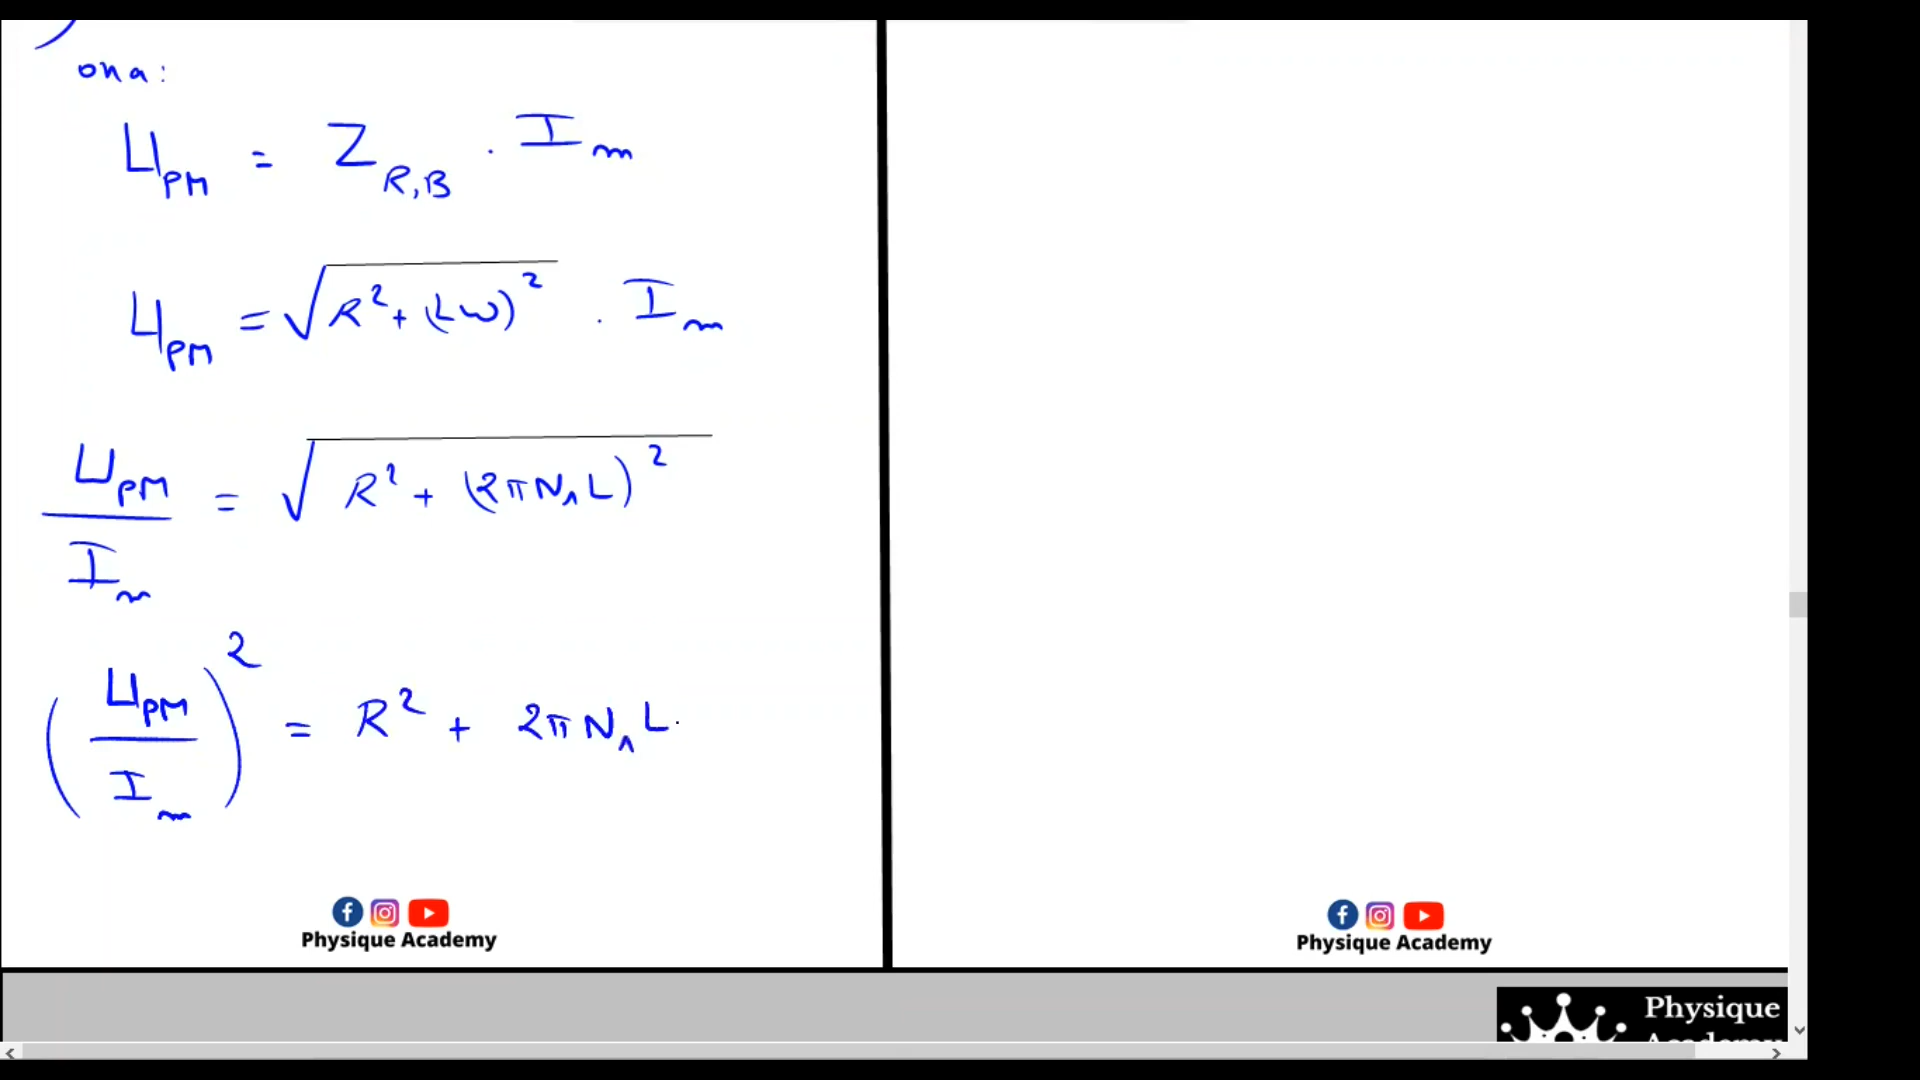 on a :
U_PM = Z_R,B . I_m
U_PM = √(R² + (Lω)²) . I_m
U_PM / I_m = √(R² + (2πN₁L)²)
(U_PM / I_m)² = R² + 2πN₁L.
Physique Academy
Physique Academy
Physique